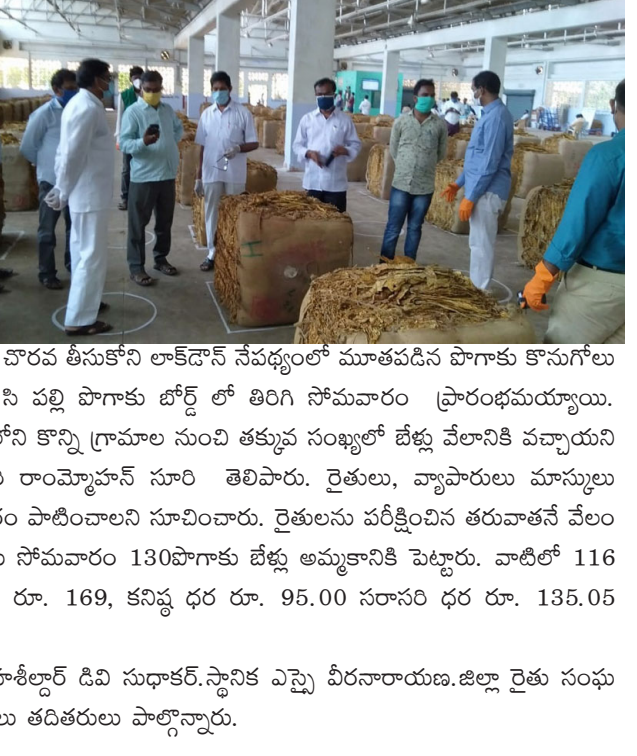 చొరవ తీసుకోని లాక్‌డౌన్ నేపథ్యంలో మూతపడిన పొగాకు కొనుగోలు
సి పల్లి పొగాకు బోర్డ్ లో తిరిగి సోమవారం ప్రారంభమయ్యాయి.
కొన్ని గ్రామాల నుంచి తక్కువ సంఖ్యలో బేళ్లు వేలానికి వచ్చాయని
రాంమ్మోహన్ సూరి తెలిపారు. రైతులు, వ్యాపారులు మాస్కులు
పాటించాలని సూచించారు. రైతులను పరీక్షించిన తరువాతనే వేలం
సోమవారం 130పొగాకు బేళ్లు అమ్మకానికి పెట్టారు. వాటిలో 116
రూ. 169, కనిష్ఠ ధర రూ. 95.00 సరాసరి ధర రూ. 135.05
డివి సుధాకర్.స్థానిక ఎస్సై వీరనారాయణ.జిల్లా రైతు సంఘ
తదితరులు పాల్గొన్నారు.